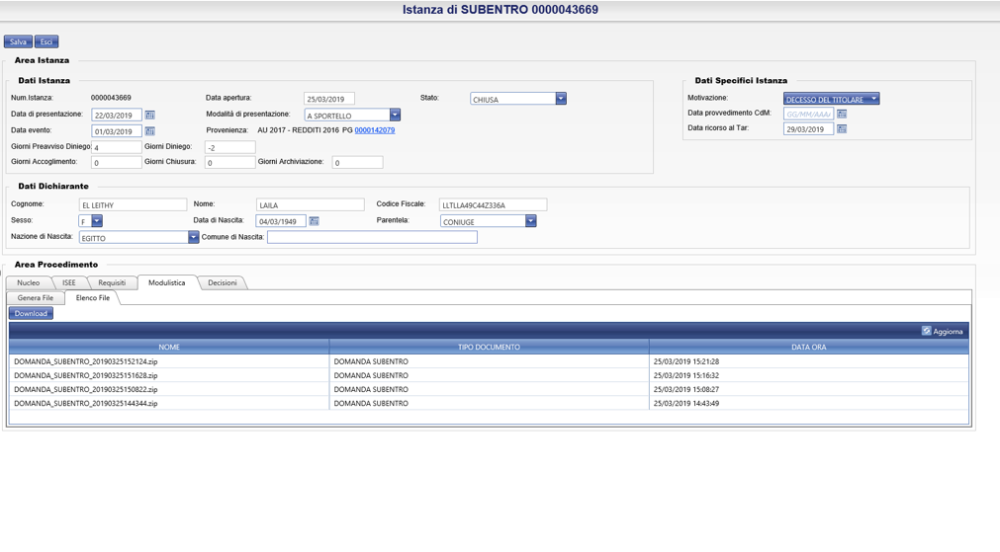 Istanza di SUBENTRO 0000043669
Salva Esci
Area Istanza
Dati Istanza
Dati Specifici Istanza
Num.Istanza: 0000043669 Data apertura: 25/03/2019 Stato: CHIUSA
Motivazione: DECESSO DEL TITOLARE
Data di presentazione: 22/03/2019 Modalità di presentazione: A SPORTELLO
Data provvedimento CdM: GG/MM/AAAA
Data evento: 01/03/2019 Provenienza: AU 2017 - REDDITI 2016 PG 0000142079
Data ricorso al Tar: 29/03/2019
Giorni Preavviso Diniego: 4 Giorni Diniego: -2
Giorni Accoglimento: 0 Giorni Chiusura: 0 Giorni Archiviazione: 0
Dati Dichiarante
Cognome: EL LEITHY Nome: LAILA Codice Fiscale: LLTLLA49C44Z336A
Sesso: F Data di Nascita: 04/03/1949 Parentela: CONIUGE
Nazione di Nascita: EGITTO Comune di Nascita:
Area Procedimento
Nucleo ISEE Requisiti Modulistica Decisioni
Genera File Elenco File
Download
Aggiorna
NOME TIPO DOCUMENTO DATA ORA
DOMANDA_SUBENTRO_20190325152124.zip DOMANDA SUBENTRO 25/03/2019 15:21:28
DOMANDA_SUBENTRO_20190325151628.zip DOMANDA SUBENTRO 25/03/2019 15:16:32
DOMANDA_SUBENTRO_20190325150822.zip DOMANDA SUBENTRO 25/03/2019 15:08:27
DOMANDA_SUBENTRO_20190325144344.zip DOMANDA SUBENTRO 25/03/2019 14:43:49